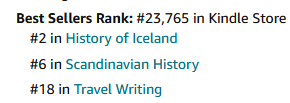 Best Sellers Rank: #23,765 in Kindle Store
#2 in History of Iceland
#6 in Scandinavian History
#18 in Travel Writing